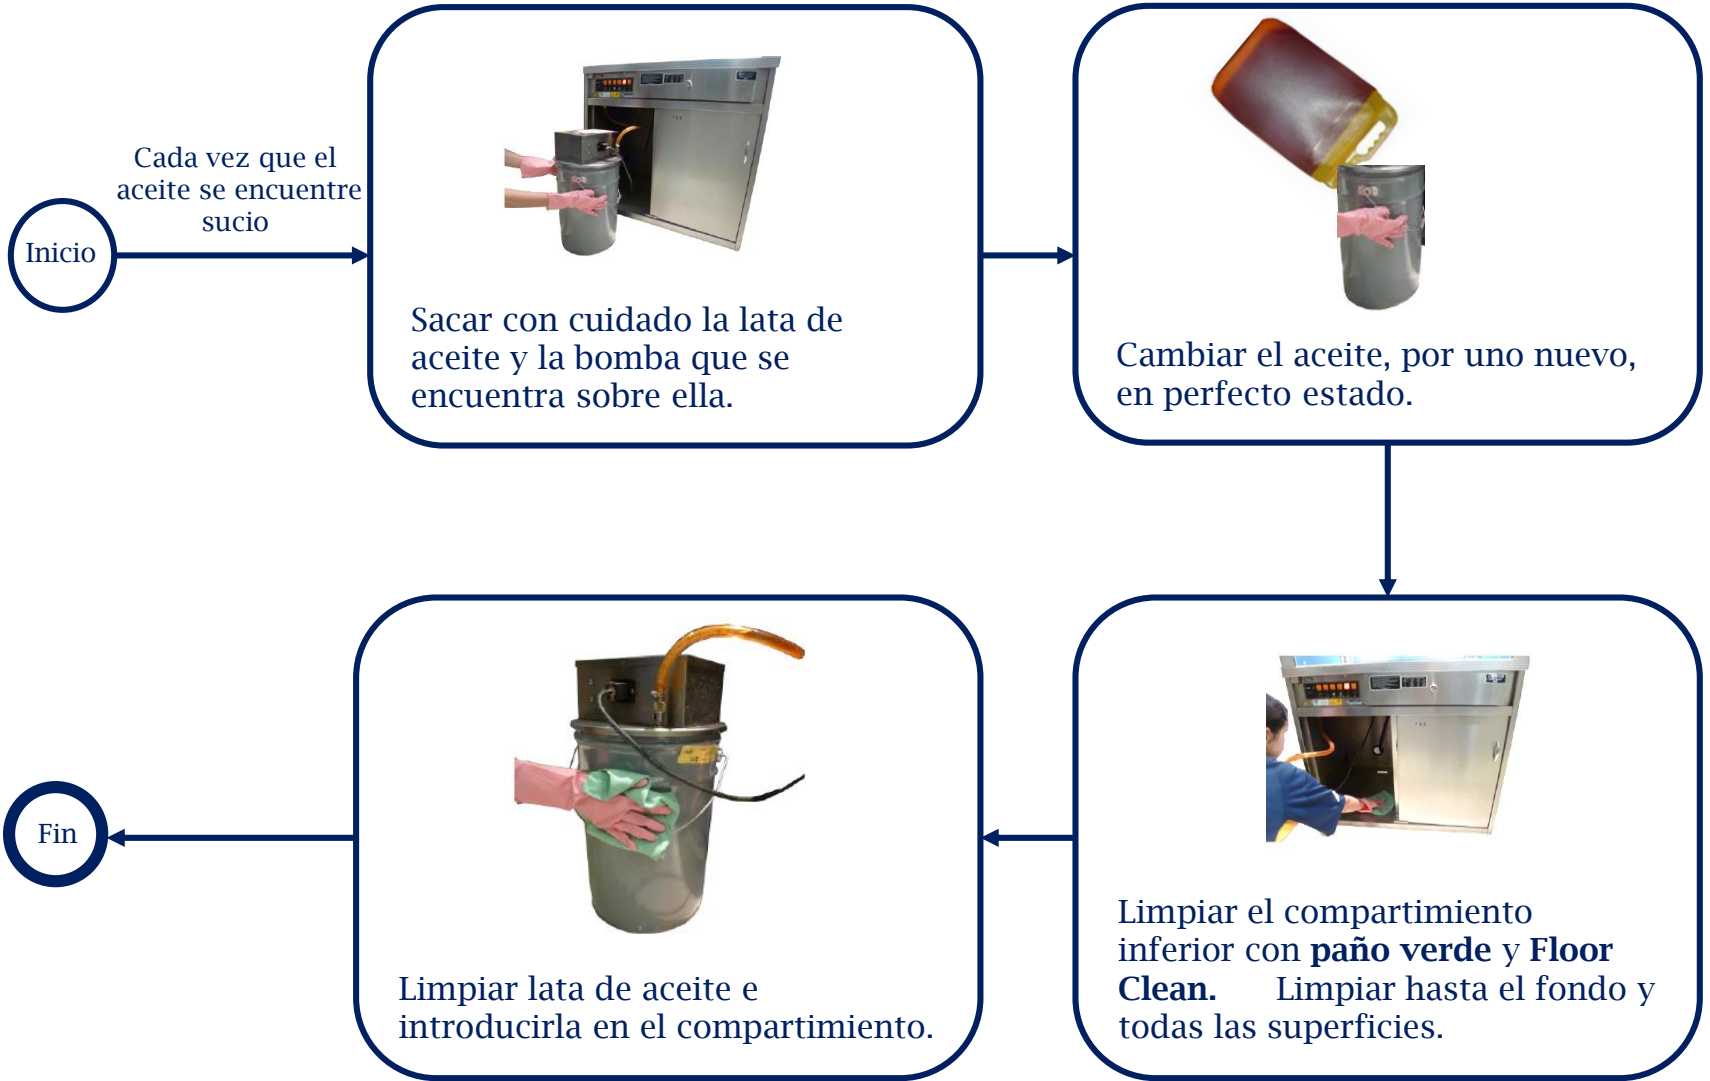 Inicio
Cada vez que el
aceite se encuentre
sucio
Sacar con cuidado la lata de
aceite y la bomba que se
encuentra sobre ella.
Cambiar el aceite, por uno nuevo,
en perfecto estado.
Limpiar el compartimiento
inferior con paño verde y Floor
Clean. Limpiar hasta el fondo y
todas las superficies.
Limpiar lata de aceite e
introducirla en el compartimiento.
Fin